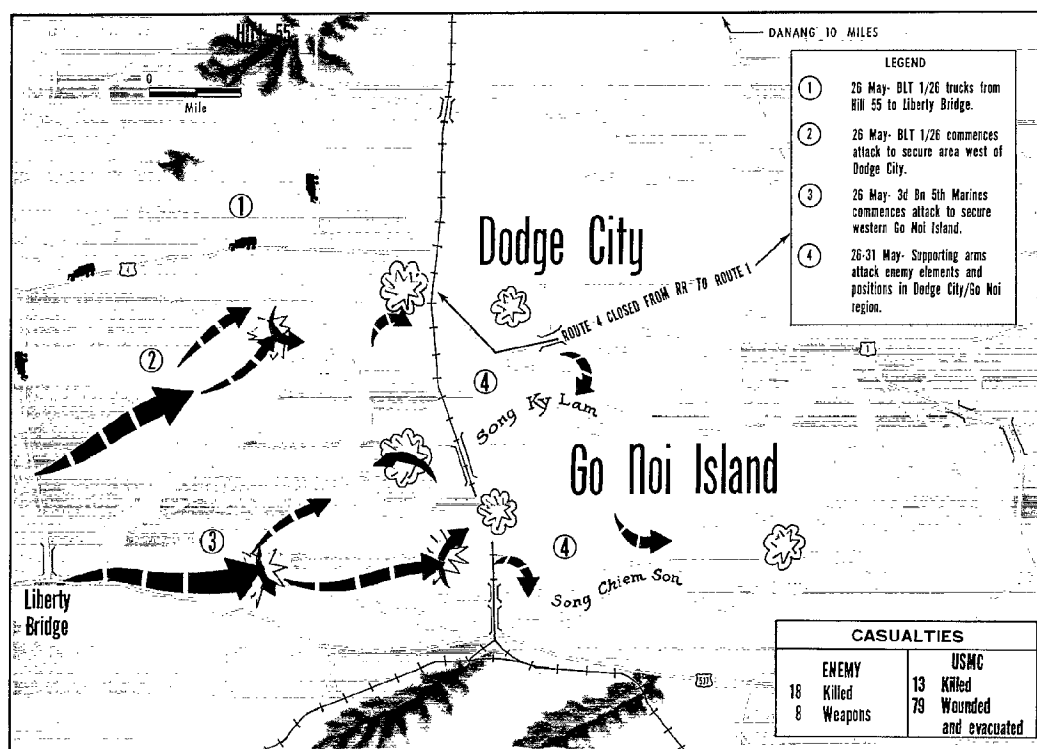 HILL 55
DANANG 10 MILES
0
Mile
LEGEND
1 26 May- BLT 1/26 trucks from
Hill 55 to Liberty Bridge.
2 26 May- BLT 1/26 commences
attack to secure area west of
Dodge City.
3 26 May- 3d Bn 5th Marines
commences attack to secure
western Go Noi Island.
4 26-31 May- Supporting arms
attack enemy elements and
positions in Dodge City/Go Noi
region.
1
Dodge City
4
ROUTE 4 CLOSED FROM RR TO ROUTE 1
1
2
4
Song Ky Lam
Go Noi Island
3
4
Liberty
Bridge
Song Chiem Son
537
CASUALTIES
ENEMY
18 Killed
8 Weapons
USMC
13 Killed
79 Wounded
and evacuated